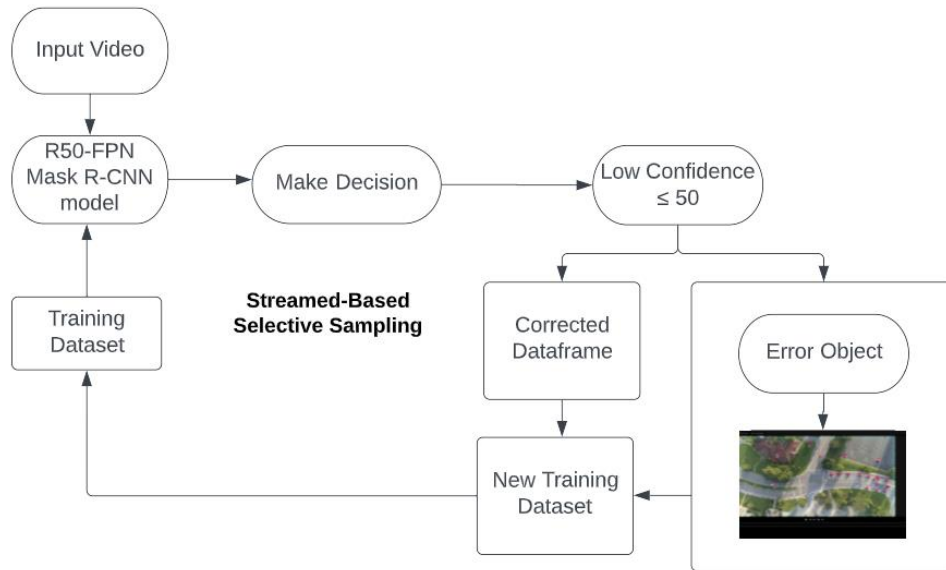 Input Video
R50-FPN
Mask R-CNN
model
Make Decision
Low Confidence
≤ 50
Streamed-Based
Selective Sampling
Training
Dataset
Corrected
Dataframe
Error Object
New Training
Dataset